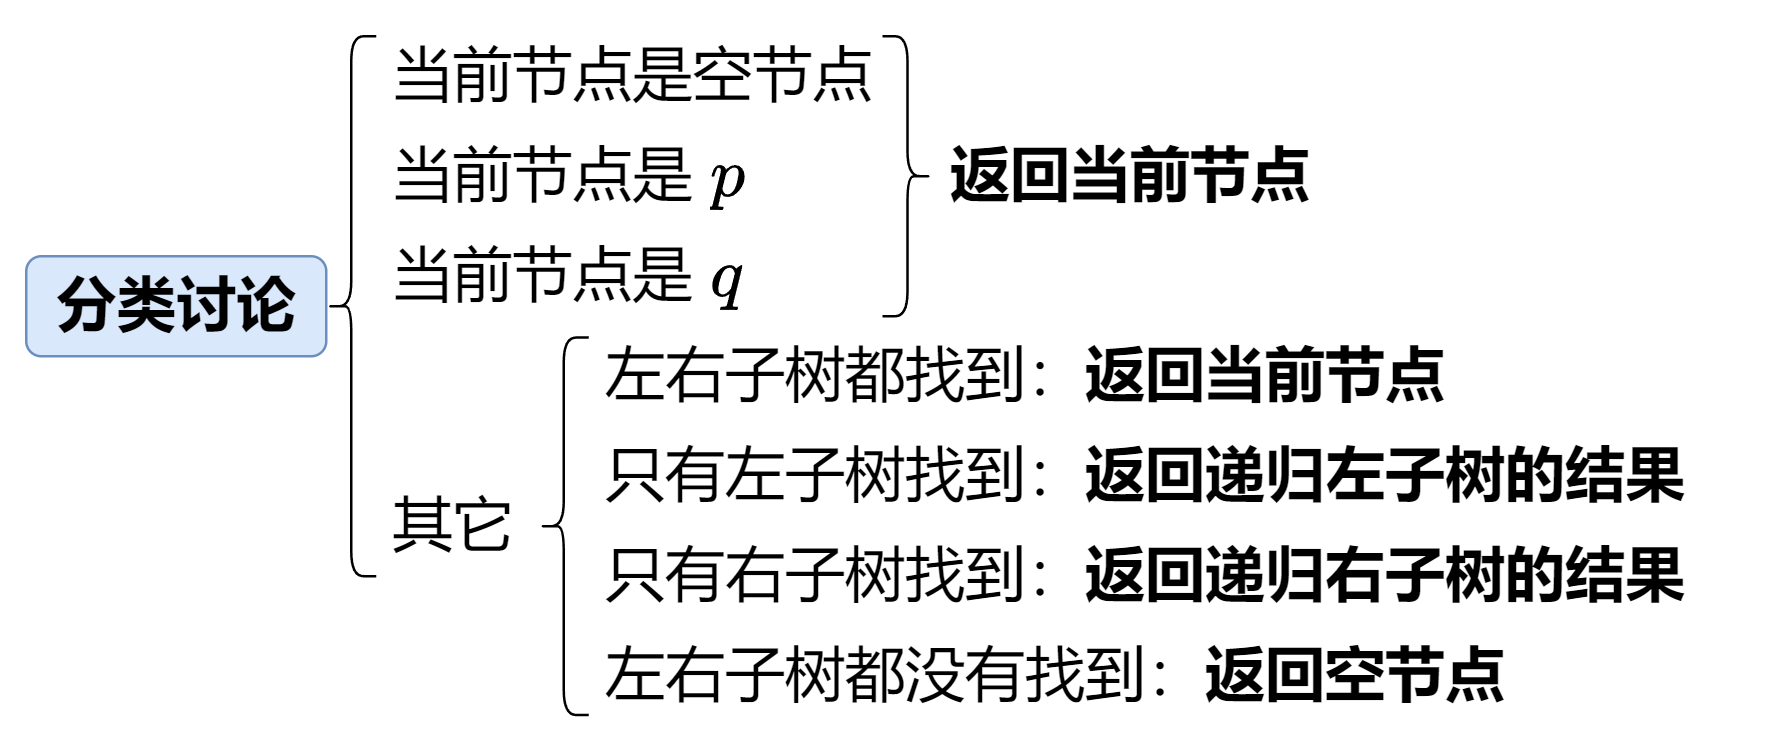 分类讨论
当前节点是空节点
当前节点是 p
当前节点是 q
返回当前节点
其它
左右子树都找到：返回当前节点
只有左子树找到：返回递归左子树的结果
只有右子树找到：返回递归右子树的结果
左右子树都没有找到：返回空节点